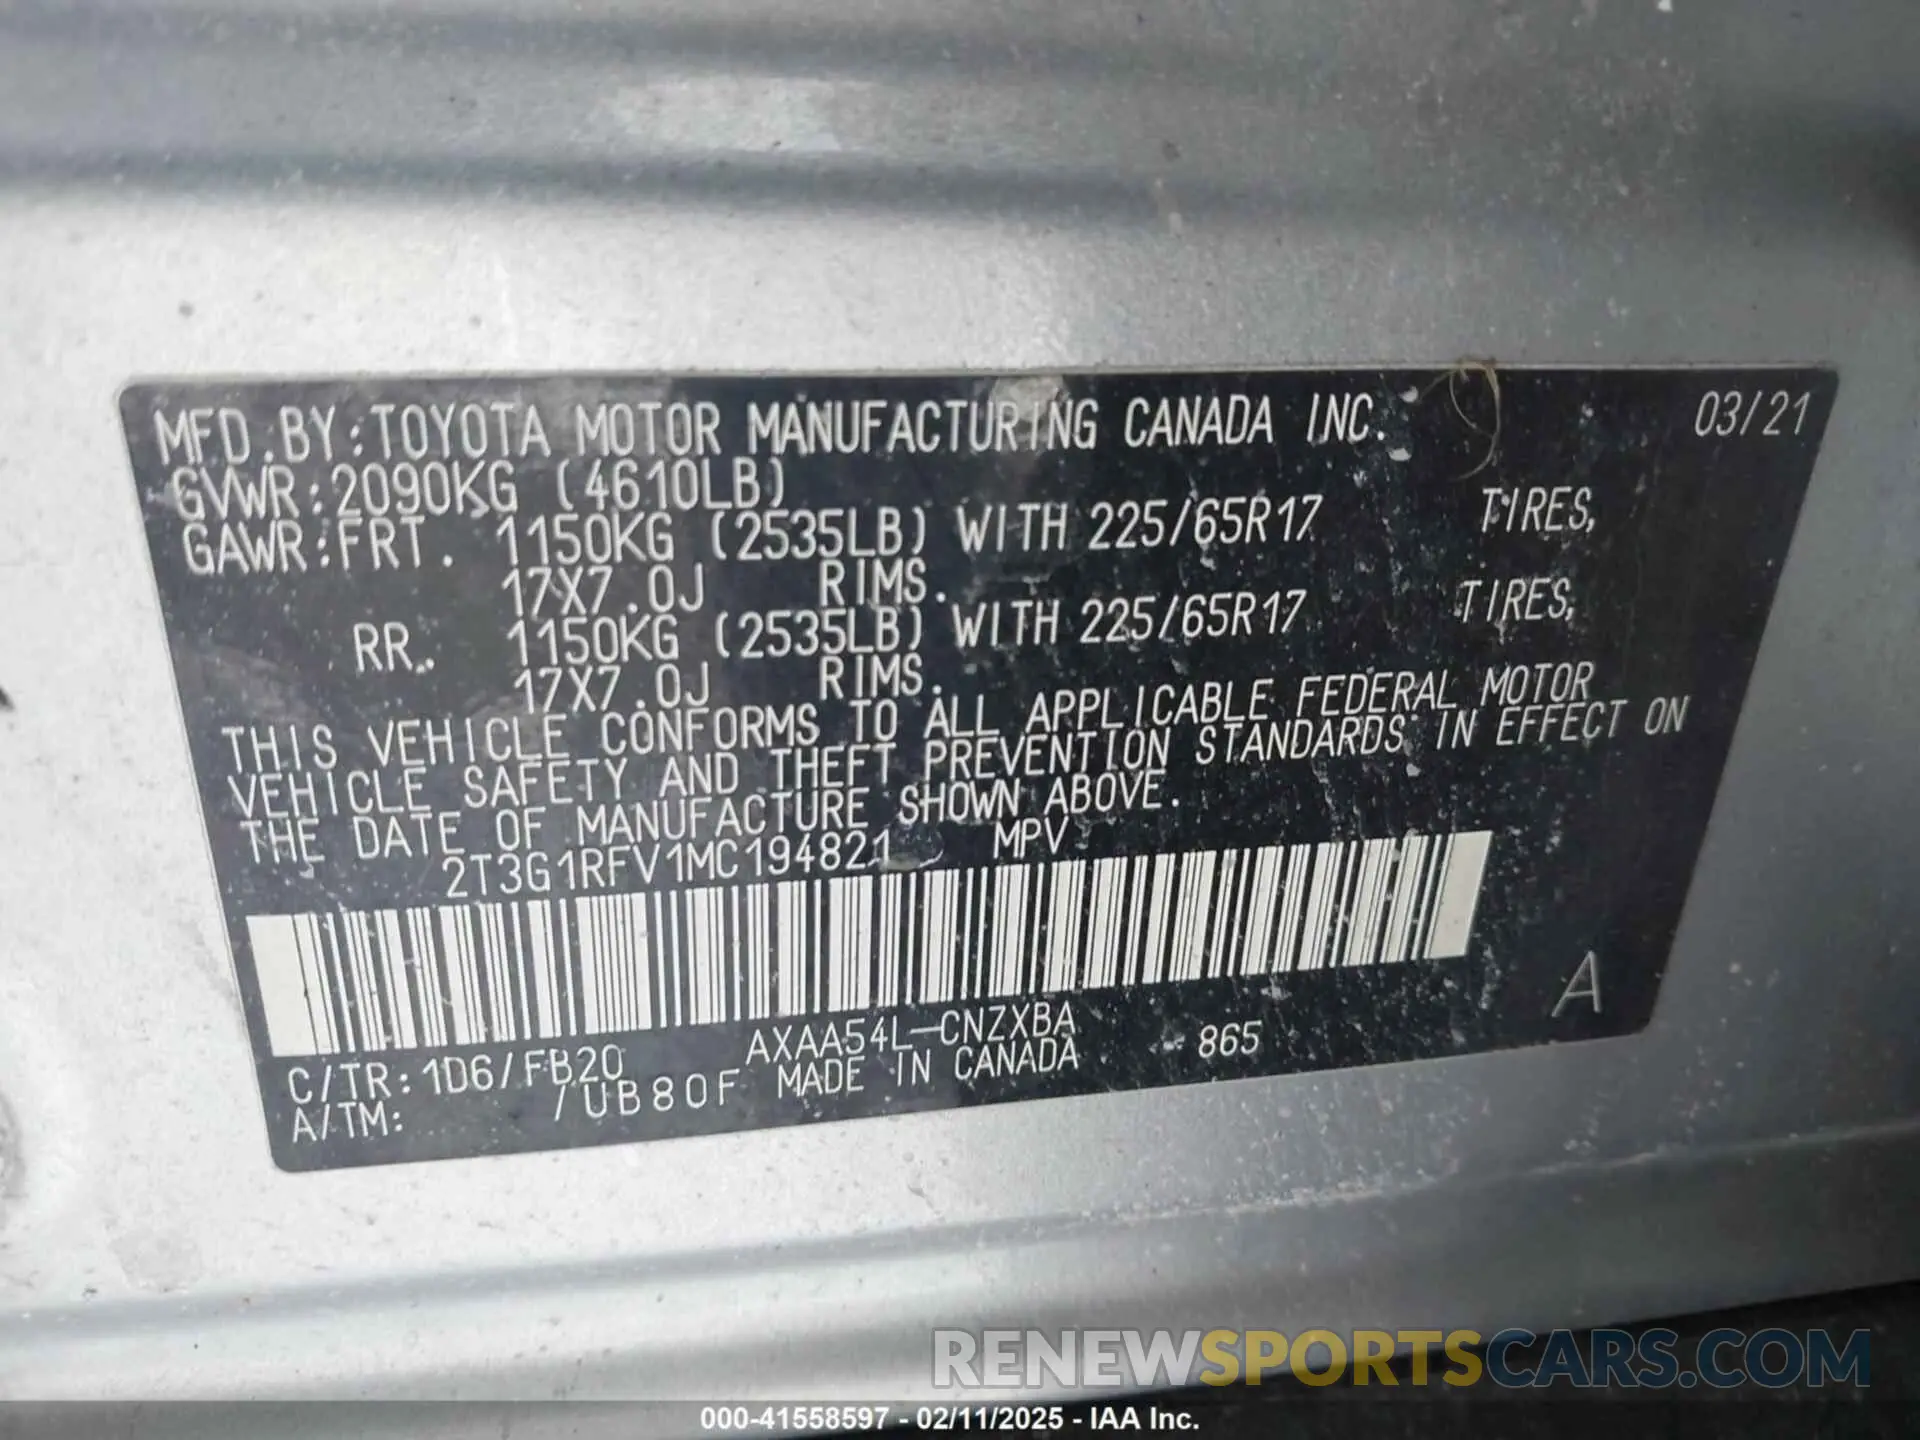 MFD.BY:TOYOTA MOTOR MANUFACTURING CANADA INC. 03/21
GVWR:2090KG (4610LB)
GAWR:FRT. 1150KG (2535LB) WITH 225/65R17 TIRES,
17X7.0J RIMS.
RR. 1150KG (2535LB) WITH 225/65R17 TIRES,
17X7.0J RIMS.
THIS VEHICLE CONFORMS TO ALL APPLICABLE FEDERAL MOTOR
VEHICLE SAFETY AND THEFT PREVENTION STANDARDS IN EFFECT ON
THE DATE OF MANUFACTURE SHOWN ABOVE.
2T3G1RFV1MC194821 MPV
A
AXAA54L-CNZXBA 865
C/TR:1D6/FB20 MADE IN CANADA
A/TM: /UB80F
RENEWSPORTSCARS.COM
000-41558597 - 02/11/2025 - IAA Inc.